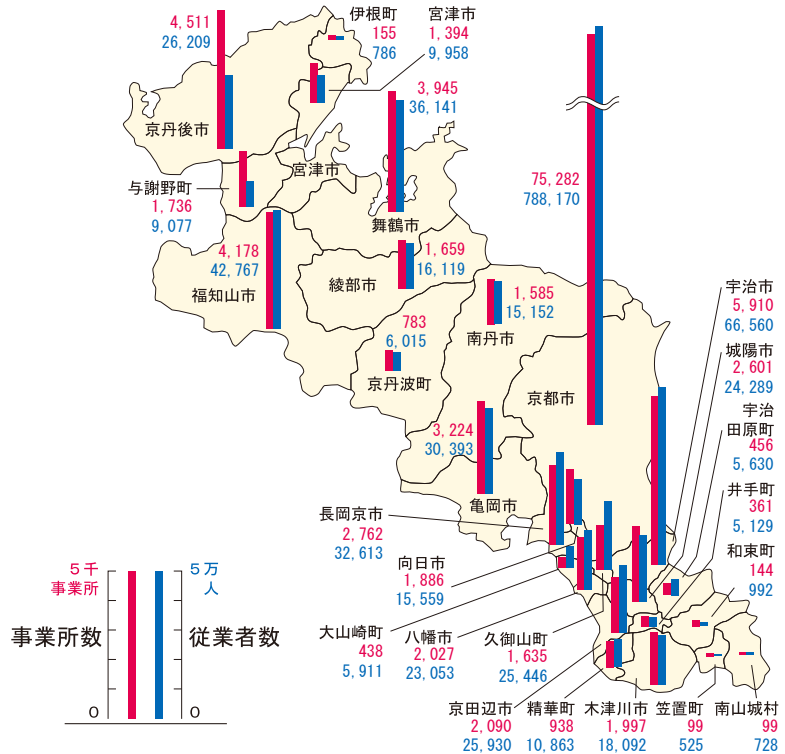 4,511
26,209
京丹後市
伊根町
155
786
宮津市
1,394
9,958
3,945
36,141
宮津市
舞鶴市
与謝野町
1,736
9,077
4,178
42,767
福知山市
1,659
16,119
綾部市
783
6,015
京丹波町
1,585
15,152
南丹市
75,282
788,170
京都市
3,224
30,393
亀岡市
宇治市
5,910
66,560
城陽市
2,601
24,289
宇治
田原町
456
5,630
井手町
361
5,129
和束町
144
992
長岡京市
2,762
32,613
向日市
1,886
15,559
大山崎町
438
5,911
八幡市
2,027
23,053
久御山町
1,635
25,446
京田辺市
2,090
25,930
精華町
938
10,863
木津川市
1,997
18,092
笠置町
99
525
南山城村
99
728
5千
事業所
5万
人
事業所数
従業者数
0
0